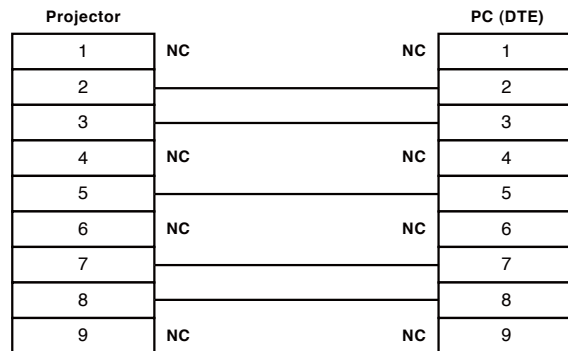 Projector PC (DTE)
1 NC NC 1
2 2
3 3
4 NC NC 4
5 5
6 NC NC 6
7 7
8 8
9 NC NC 9